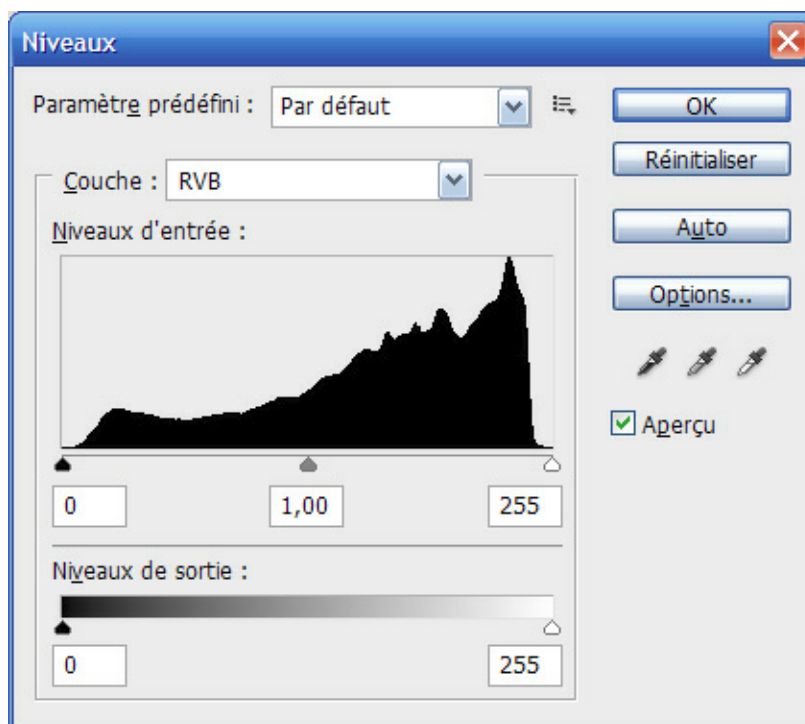 Niveaux
Paramètre prédéfini : Par défaut
OK
Couche : RVB
Réinitialiser
Niveaux d'entrée :
Auto
Options...
Aperçu
0 1,00 255
Niveaux de sortie :
0 255